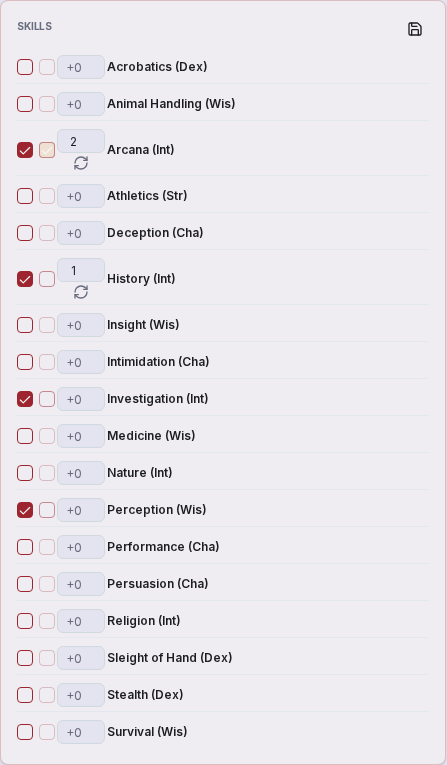 SKILLS
+0 Acrobatics (Dex)
+0 Animal Handling (Wis)
2 Arcana (Int)
+0 Athletics (Str)
+0 Deception (Cha)
1 History (Int)
+0 Insight (Wis)
+0 Intimidation (Cha)
+0 Investigation (Int)
+0 Medicine (Wis)
+0 Nature (Int)
+0 Perception (Wis)
+0 Performance (Cha)
+0 Persuasion (Cha)
+0 Religion (Int)
+0 Sleight of Hand (Dex)
+0 Stealth (Dex)
+0 Survival (Wis)